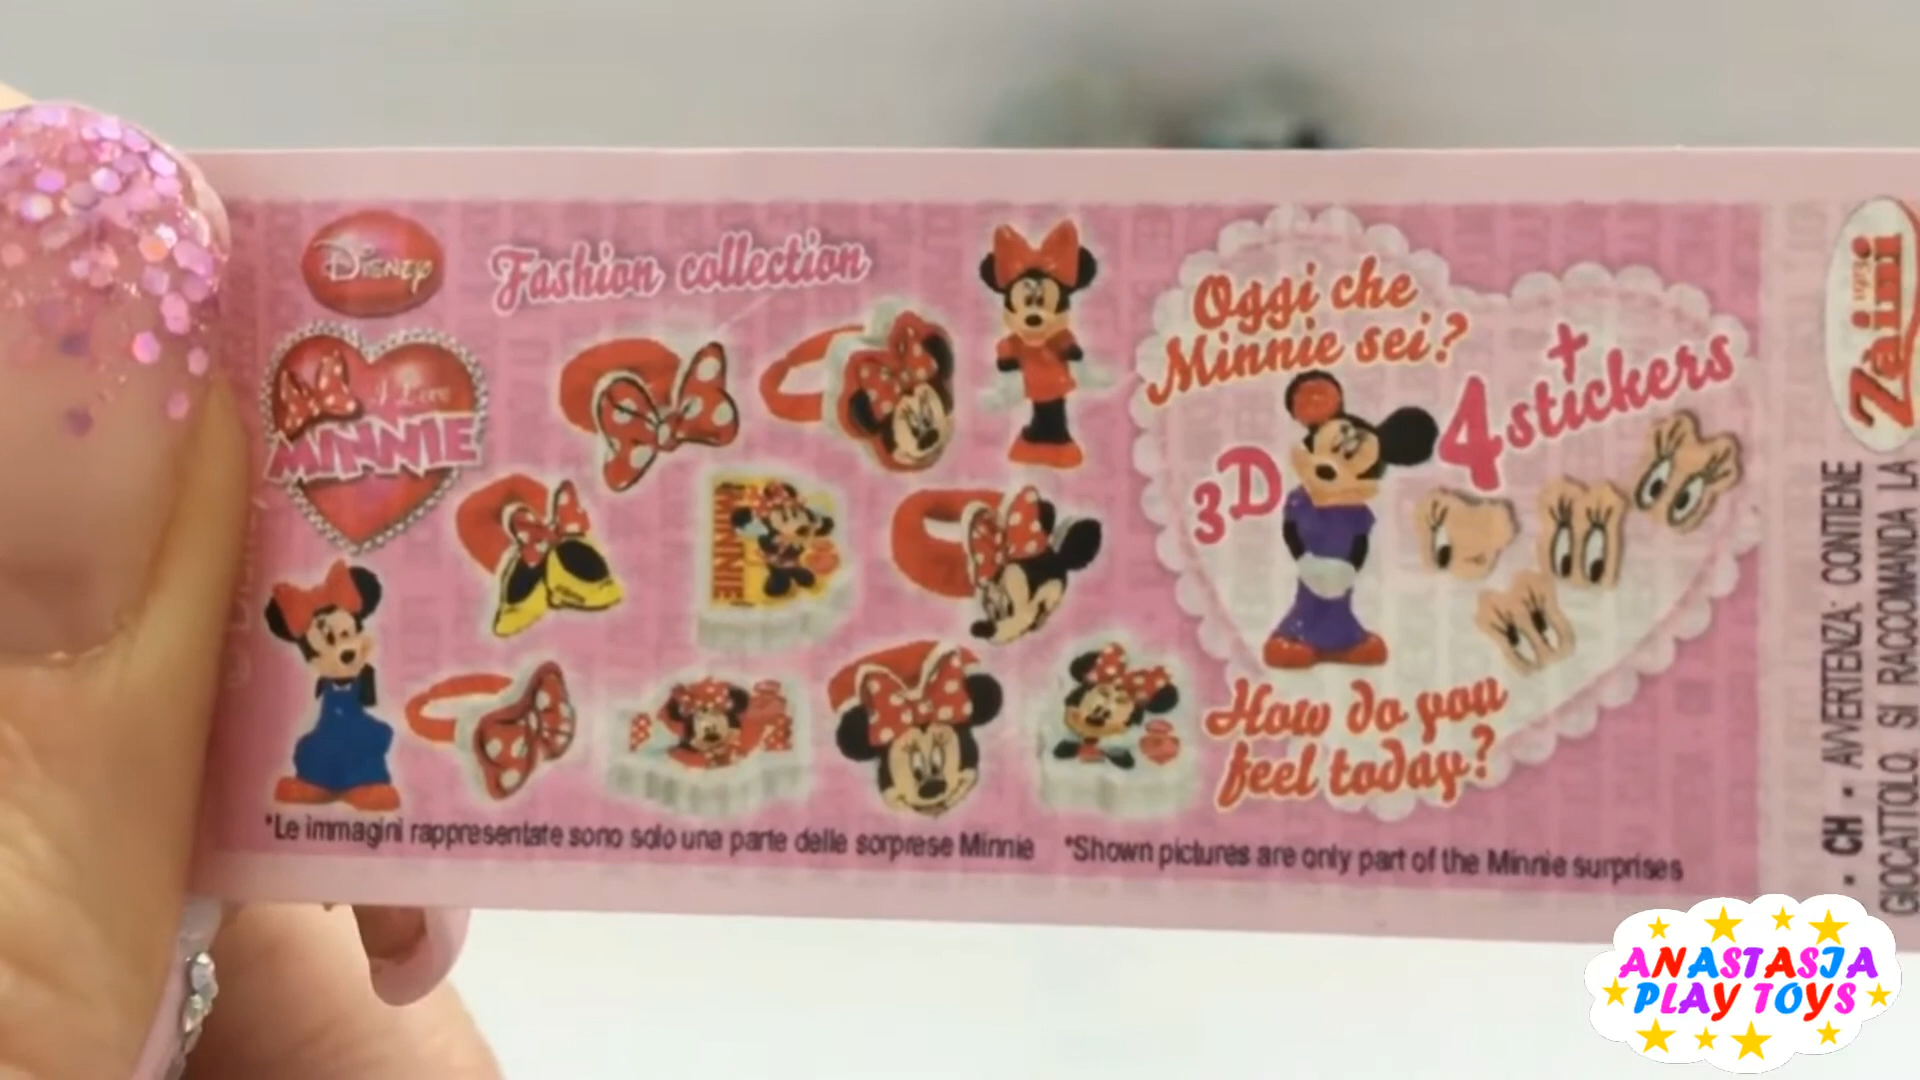 Disney
Fashion collection
I Love
MINNIE
MINNIE
Oggi che
Minnie sei?
3D
+
4 stickers
How do you
feel today?
*Le immagini rappresentate sono solo una parte delle sorprese Minnie
*Shown pictures are only part of the Minnie surprises
Zaini
• CH • AVVERTENZA: CONTIENE
GIOCATTOLO. SI RACCOMANDA LA
ANASTASIA
PLAY TOYS